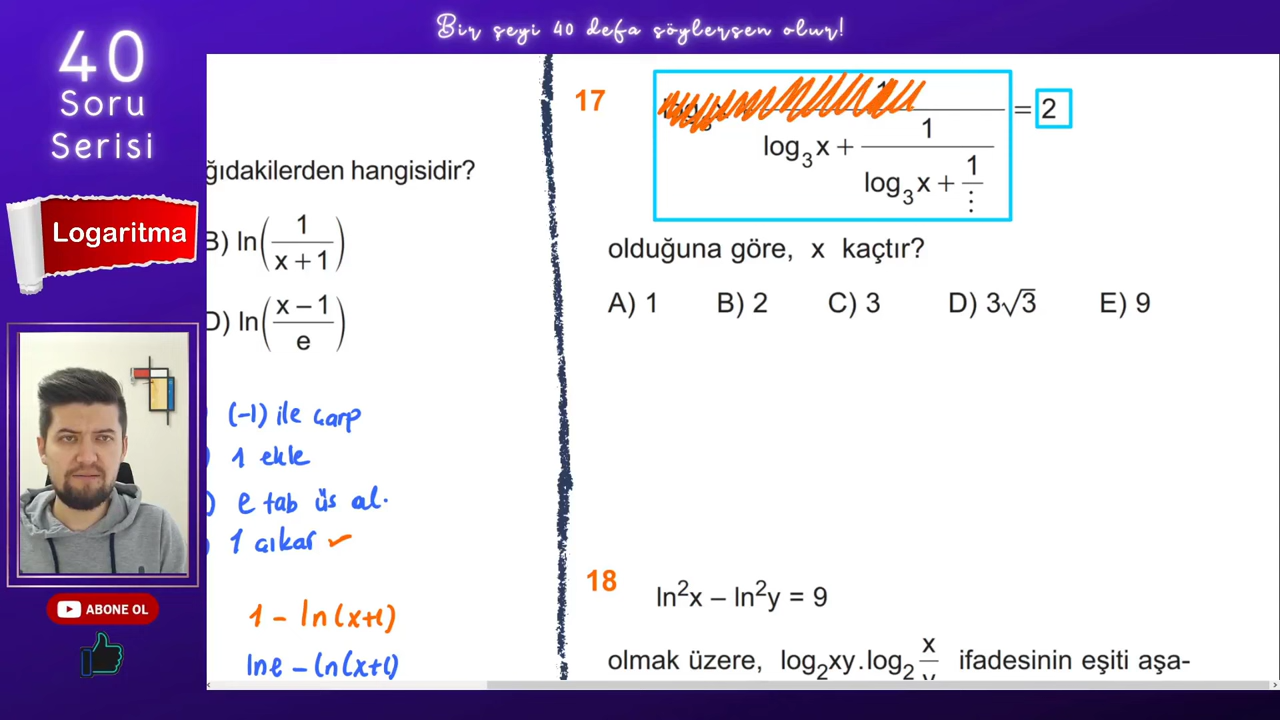 Bir şeyi 40 defa söylersen olur!
40
Soru
Serisi
Logaritma
ABONE OL
ğıdakilerden hangisidir?
B) ln(1/(x+1))
D) ln((x–1)/e)
(-1) ile çarp
1 ekle
e tab üs al.
1 çıkar ✓
1 - ln(x+1)
lne - ln(x+1)
17
1/(log₃x + 1/(log₃x + 1/⋮)) = 2
olduğuna göre, x kaçtır?
A) 1 B) 2 C) 3 D) 3√3 E) 9
18
ln²x – ln²y = 9
olmak üzere, log₂xy.log₂ x/y ifadesinin eşiti aşa-